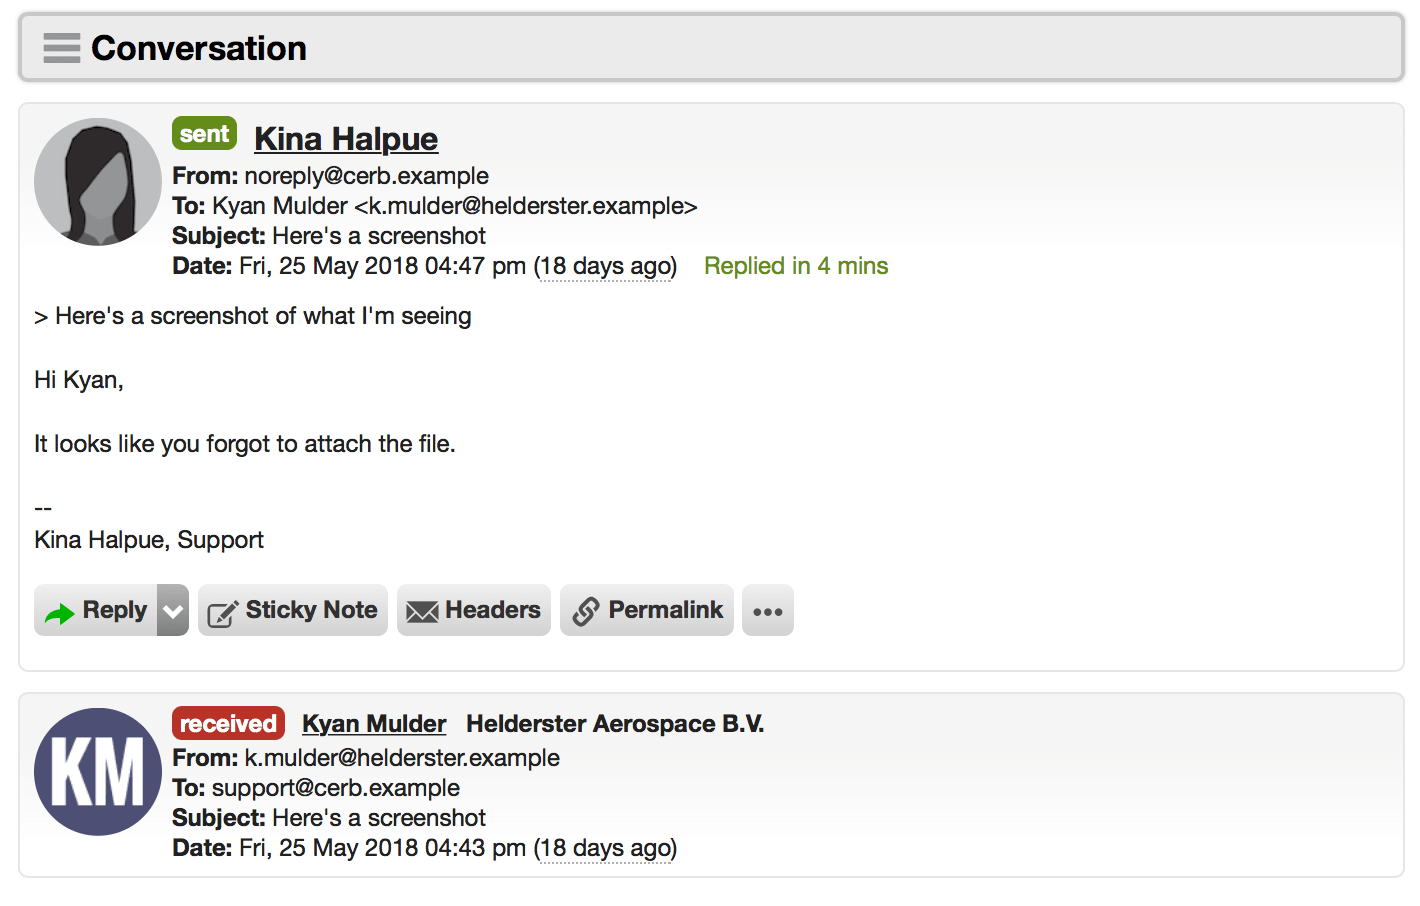 Conversation
sent Kina Halpue
From: noreply@cerb.example
To: Kyan Mulder <k.mulder@helderster.example>
Subject: Here's a screenshot
Date: Fri, 25 May 2018 04:47 pm (18 days ago) Replied in 4 mins
> Here's a screenshot of what I'm seeing
Hi Kyan,
It looks like you forgot to attach the file.
--
Kina Halpue, Support
Reply Sticky Note Headers Permalink •••
KM
received Kyan Mulder Helderster Aerospace B.V.
From: k.mulder@helderster.example
To: support@cerb.example
Subject: Here's a screenshot
Date: Fri, 25 May 2018 04:43 pm (18 days ago)